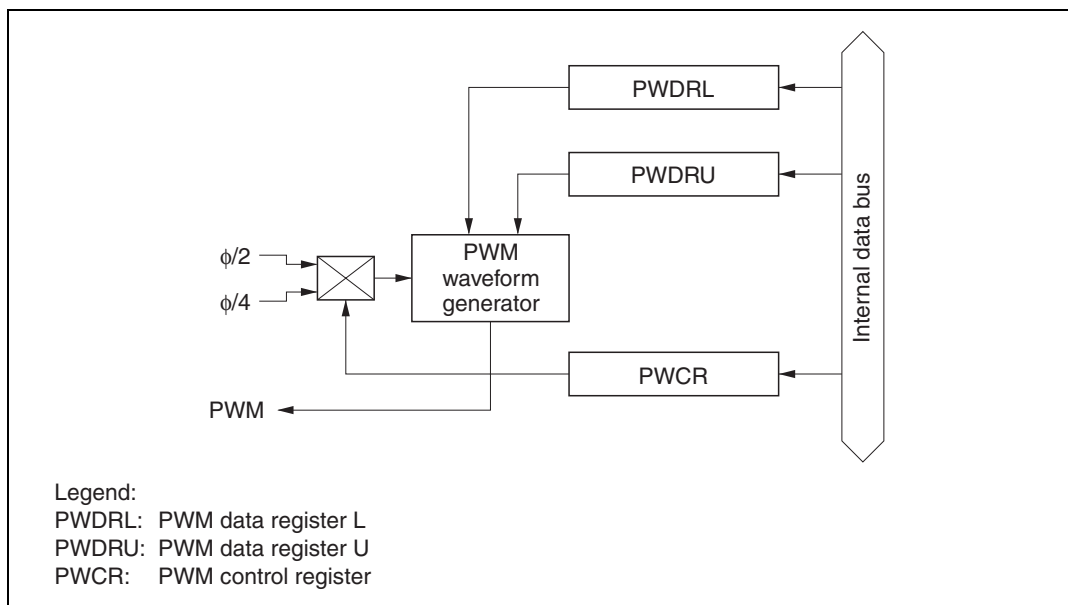 PWDRL
PWDRU
Internal data bus
φ/2
φ/4
PWM
waveform
generator
PWCR
PWM
Legend:
PWDRL: PWM data register L
PWDRU: PWM data register U
PWCR: PWM control register